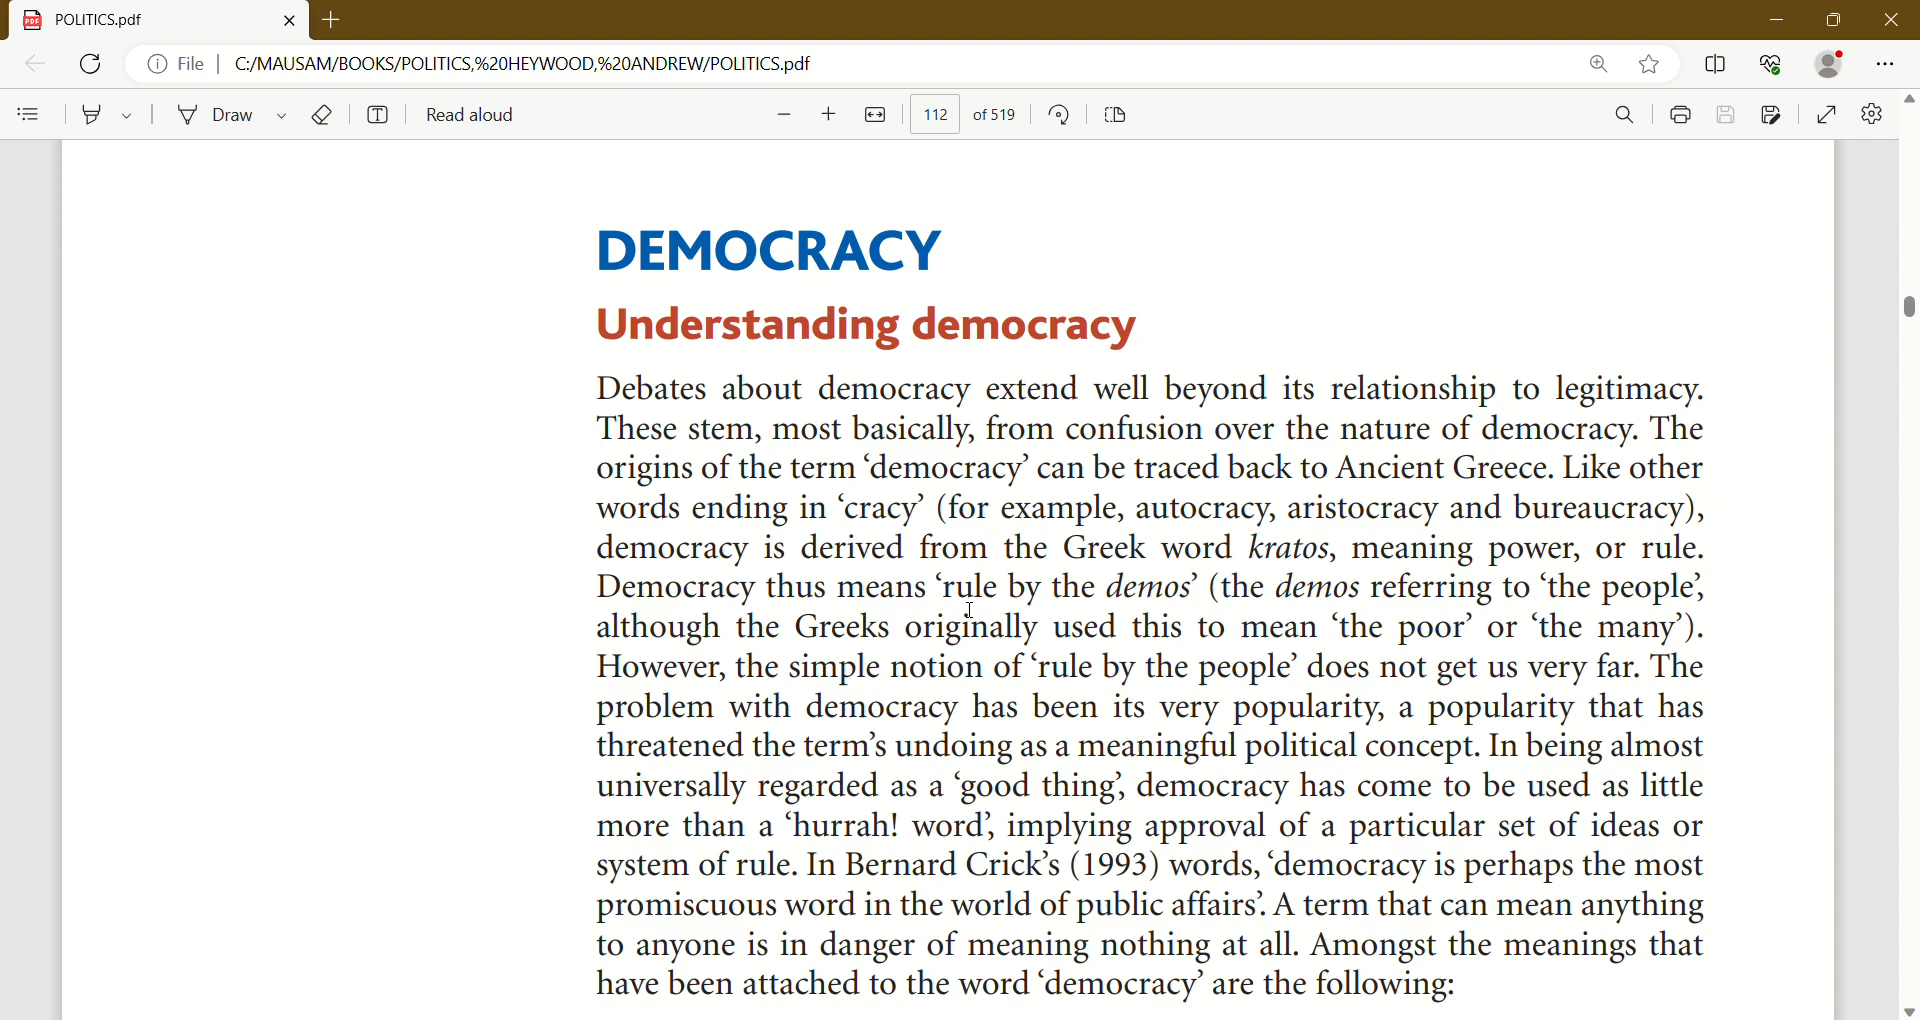 POLITICS.pdf
File
C:/MAUSAM/BOOKS/POLITICS,%20HEYWOOD,%20ANDREW/POLITICS.pdf
Draw
Read aloud
112 of 519
DEMOCRACY
Understanding democracy
Debates about democracy extend well beyond its relationship to legitimacy.
These stem, most basically, from confusion over the nature of democracy. The
origins of the term ‘democracy’ can be traced back to Ancient Greece. Like other
words ending in ‘cracy’ (for example, autocracy, aristocracy and bureaucracy),
democracy is derived from the Greek word kratos, meaning power, or rule.
Democracy thus means ‘rule by the demos’ (the demos referring to ‘the people’,
although the Greeks originally used this to mean ‘the poor’ or ‘the many’).
However, the simple notion of ‘rule by the people’ does not get us very far. The
problem with democracy has been its very popularity, a popularity that has
threatened the term’s undoing as a meaningful political concept. In being almost
universally regarded as a ‘good thing’, democracy has come to be used as little
more than a ‘hurrah! word’, implying approval of a particular set of ideas or
system of rule. In Bernard Crick’s (1993) words, ‘democracy is perhaps the most
promiscuous word in the world of public affairs’. A term that can mean anything
to anyone is in danger of meaning nothing at all. Amongst the meanings that
have been attached to the word ‘democracy’ are the following: